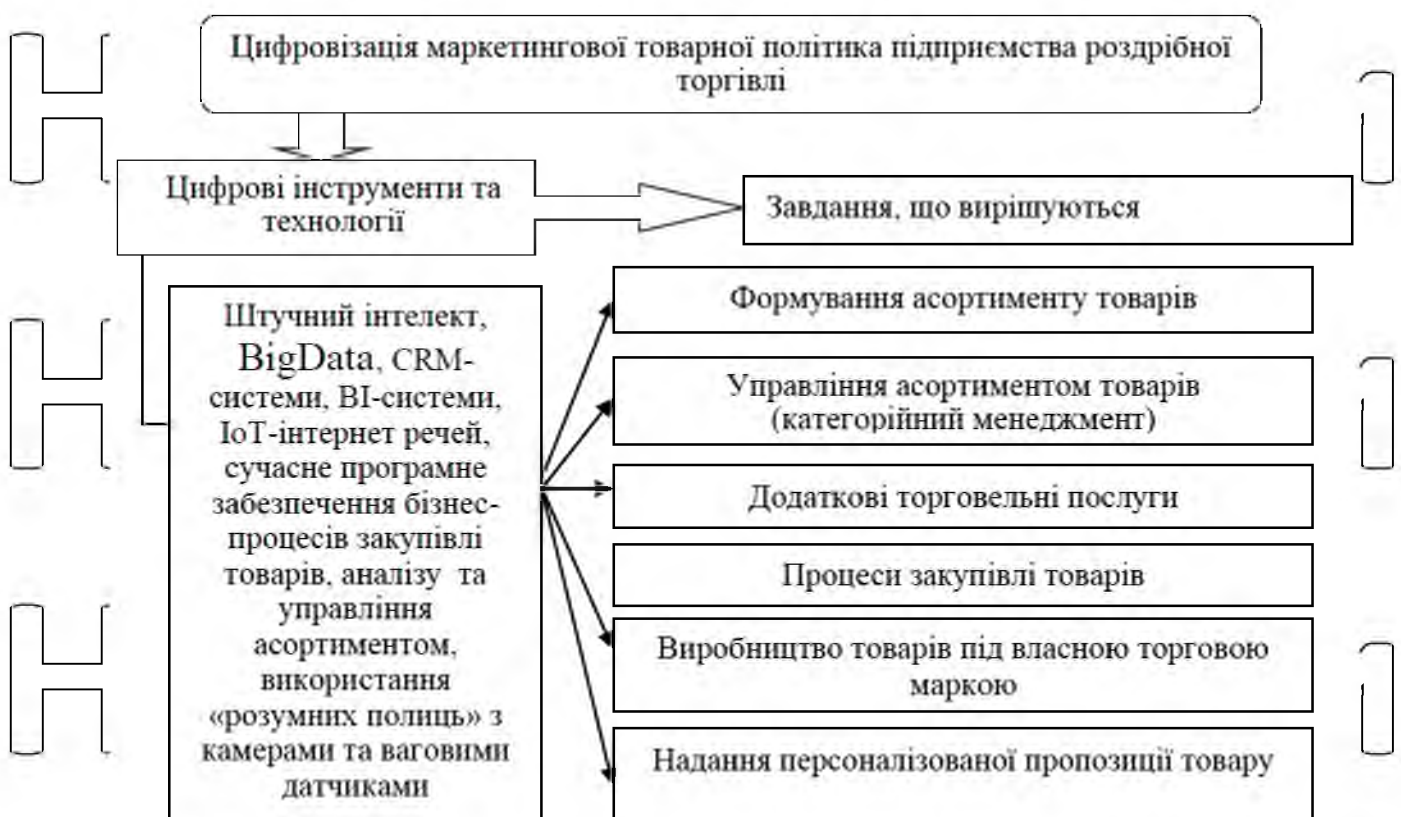 Цифровізація маркетингової товарної політика підприємства роздрібної
торгівлі
Цифрові інструменти та
технології
Завдання, що вирішуються
Штучний інтелект,
BigData, CRM-
системи, BI-системи,
IoT-інтернет речей,
сучасне програмне
забезпечення бізнес-
процесів закупівлі
товарів, аналізу та
управління
асортиментом,
використання
«розумних полиць» з
камерами та ваговими
датчиками
Формування асортименту товарів
Управління асортиментом товарів
(категорійний менеджмент)
Додаткові торговельні послуги
Процеси закупівлі товарів
Виробництво товарів під власною торговою
маркою
Надання персоналізованої пропозиції товару